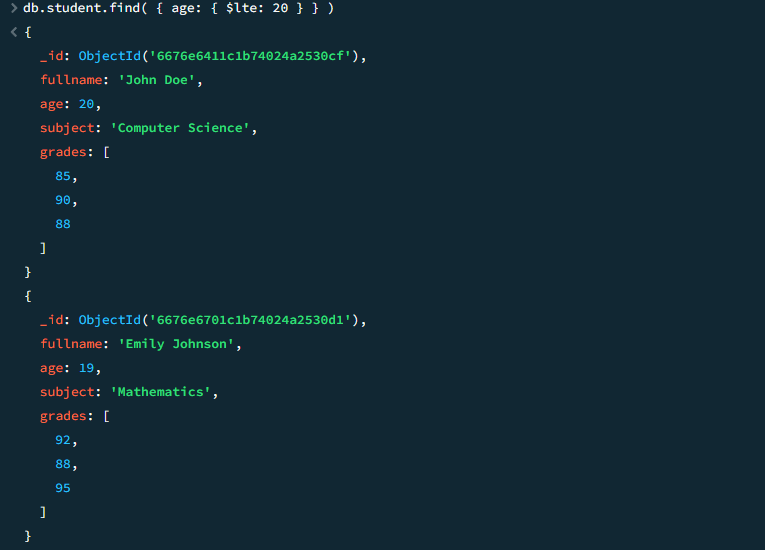 > db.student.find( { age: { $lte: 20 } } )
< {
_id: ObjectId('6676e6411c1b74024a2530cf'),
fullname: 'John Doe',
age: 20,
subject: 'Computer Science',
grades: [
85,
90,
88
]
}
{
_id: ObjectId('6676e6701c1b74024a2530d1'),
fullname: 'Emily Johnson',
age: 19,
subject: 'Mathematics',
grades: [
92,
88,
95
]
}